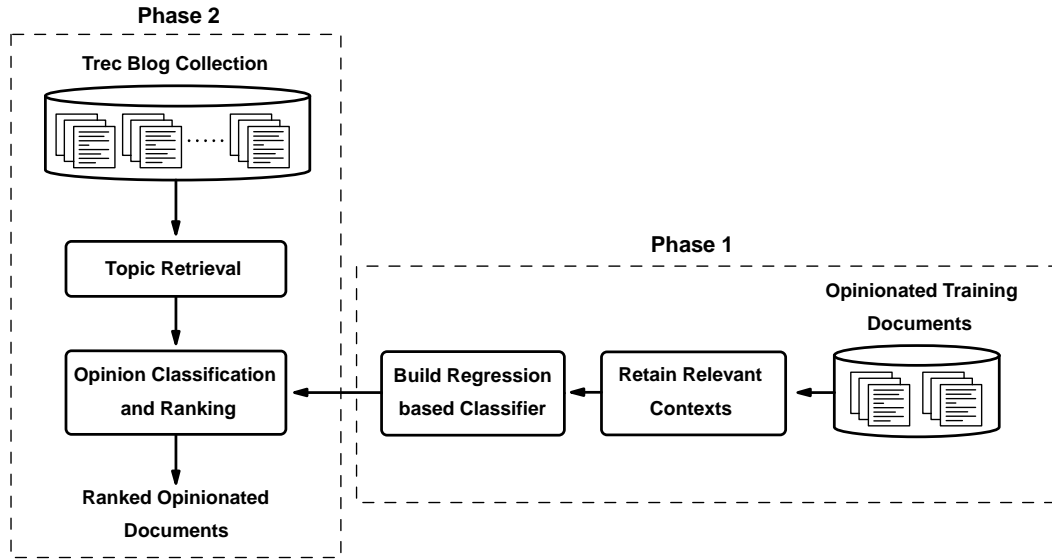 Phase 2
Trec Blog Collection
Topic Retrieval
Opinion Classification
and Ranking
Ranked Opinionated
Documents
Phase 1
Opinionated Training
Documents
Retain Relevant
Contexts
Build Regression
based Classifier